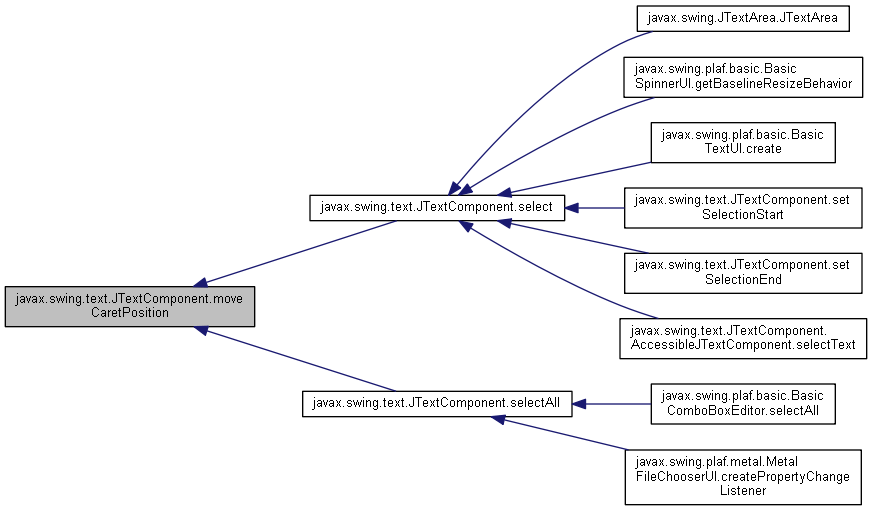 javax.swing.JTextArea.JTextArea
javax.swing.plaf.basic.Basic
SpinnerUI.getBaselineResizeBehavior
javax.swing.plaf.basic.Basic
TextUI.create
javax.swing.text.JTextComponent.select
javax.swing.text.JTextComponent.set
SelectionStart
javax.swing.text.JTextComponent.set
SelectionEnd
javax.swing.text.JTextComponent.move
CaretPosition
javax.swing.text.JTextComponent.
AccessibleJTextComponent.selectText
javax.swing.text.JTextComponent.selectAll
javax.swing.plaf.basic.Basic
ComboBoxEditor.selectAll
javax.swing.plaf.metal.Metal
FileChooserUI.createPropertyChange
Listener